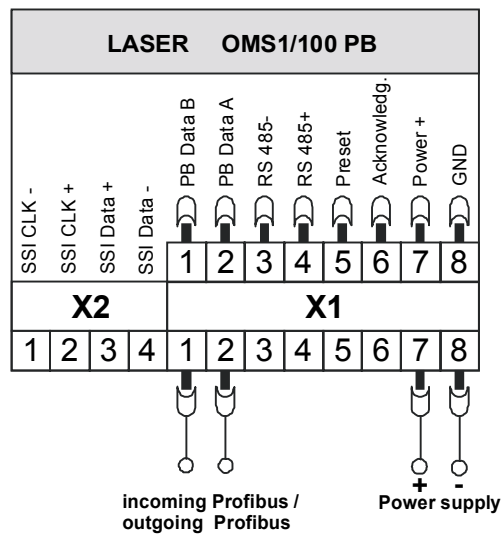 LASER OMS1/100 PB
SSI CLK -
SSI CLK +
SSI Data +
SSI Data -
PB Data B
PB Data A
RS 485-
RS 485+
Preset
Acknowledg.
Power +
GND
1 2 3 4 5 6 7 8
X2 X1
1 2 3 4 1 2 3 4 5 6 7 8
+ -
incoming Profibus /
outgoing Profibus
Power supply